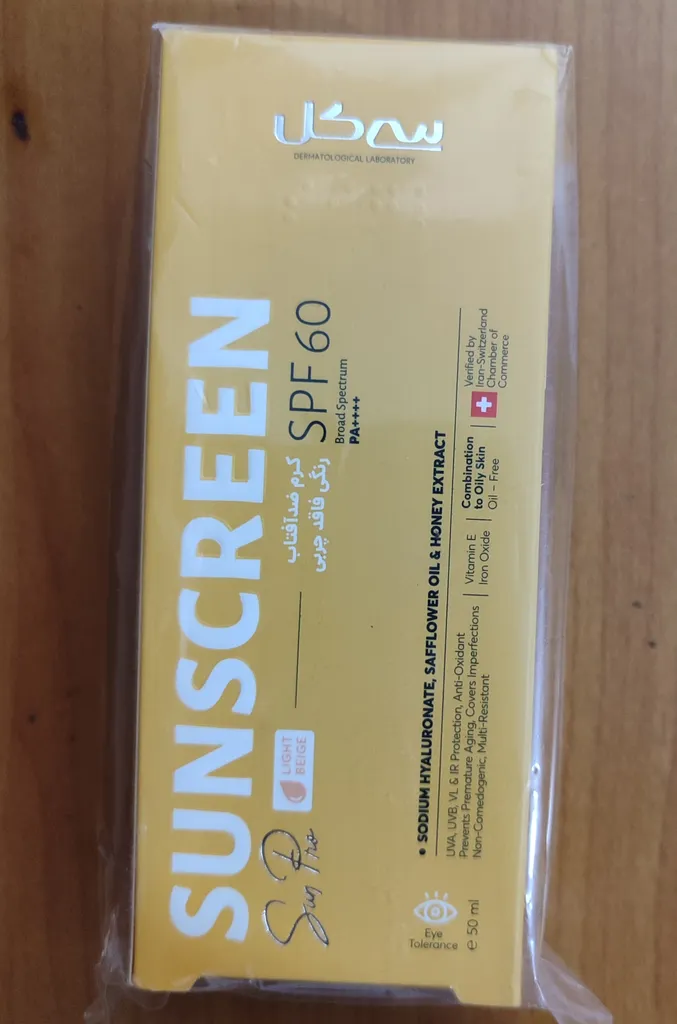 سی‌گل
DERMATOLOGICAL LABORATORY
SUNSCREEN
Sun Pro
LIGHT
BEIGE
کرم ضدآفتاب
رنگی فاقد چربی
SPF 60
Broad Spectrum
PA++++
• SODIUM HYALURONATE, SAFFLOWER OIL & HONEY EXTRACT
UVA, UVB, VL & IR Protection, Anti-Oxidant
Prevents Premature Aging, Covers Imperfections
Non-Comedogenic, Multi-Resistant
Vitamin E
Iron Oxide
Combination
to Oily Skin
Oil - Free
Verified by
Iran-Switzerland
Chamber of
Commerce
Eye
Tolerance
℮ 50 ml